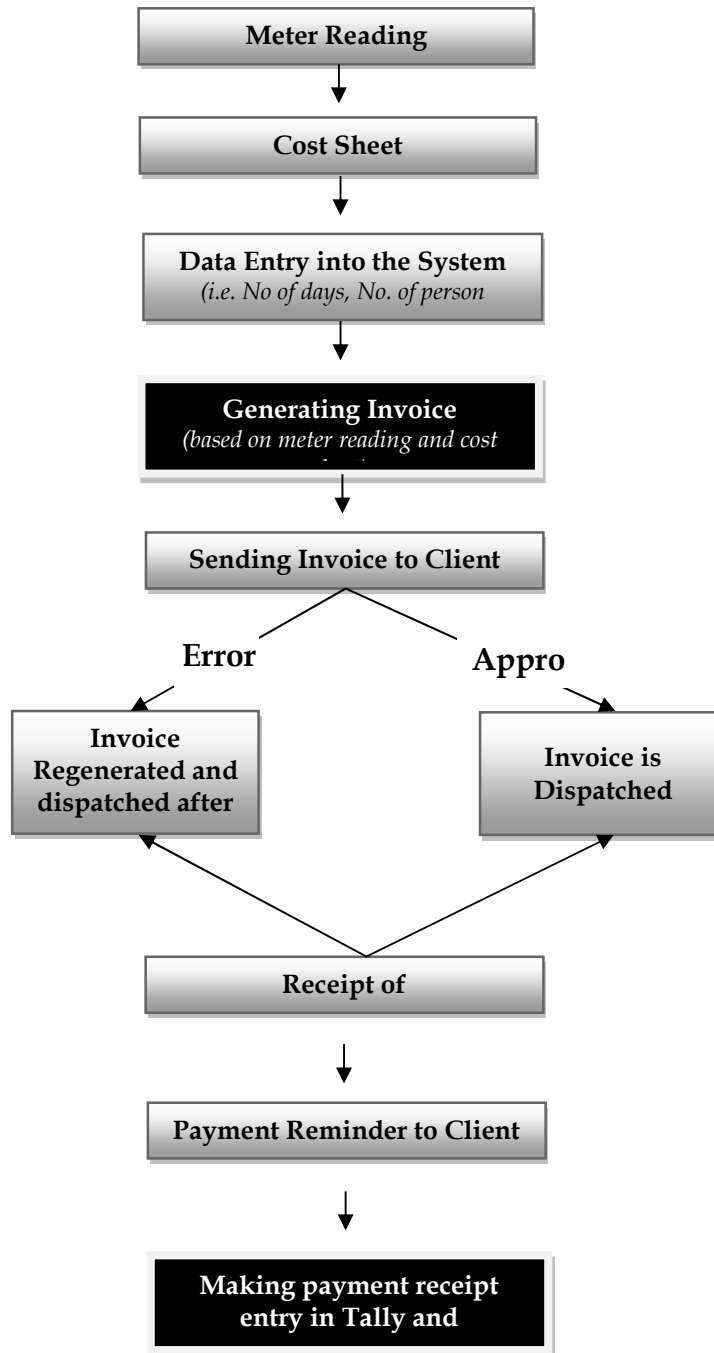 Meter Reading
Cost Sheet
Data Entry into the System
(i.e. No of days, No. of person
Generating Invoice
(based on meter reading and cost
Sending Invoice to Client
Error
Appro
Invoice
Regenerated and
dispatched after
Invoice is
Dispatched
Receipt of
Payment Reminder to Client
Making payment receipt
entry in Tally and